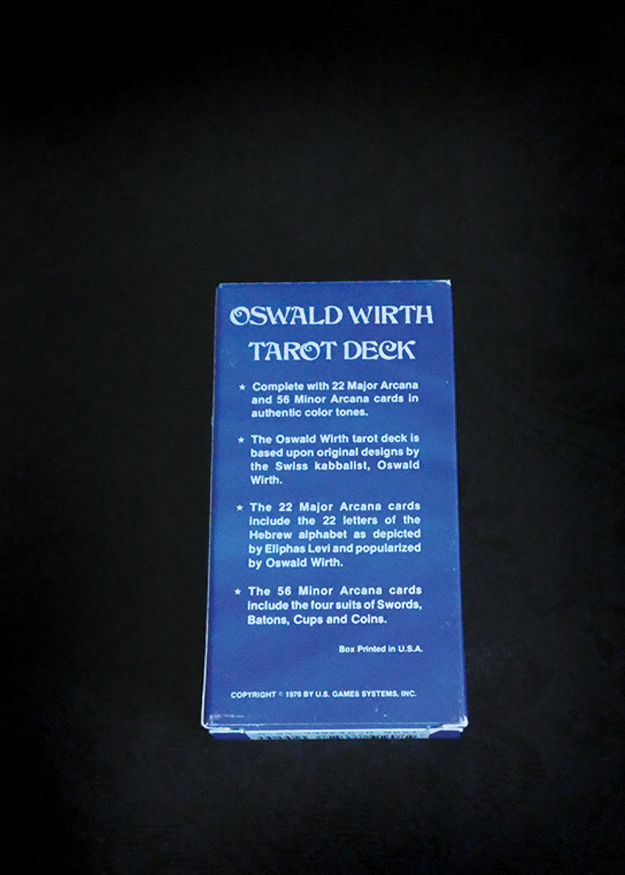 OSWALD WIRTH
TAROT DECK
★ Complete with 22 Major Arcana
and 56 Minor Arcana cards in
authentic color tones.
★ The Oswald Wirth tarot deck is
based upon original designs by
the Swiss kabbalist, Oswald
Wirth.
★ The 22 Major Arcana cards
include the 22 letters of the
Hebrew alphabet as depicted
by Eliphas Levi and popularized
by Oswald Wirth.
★ The 56 Minor Arcana cards
include the four suits of Swords,
Batons, Cups and Coins.
Box Printed in U.S.A.
COPYRIGHT © 1976 BY U.S. GAMES SYSTEMS, INC.